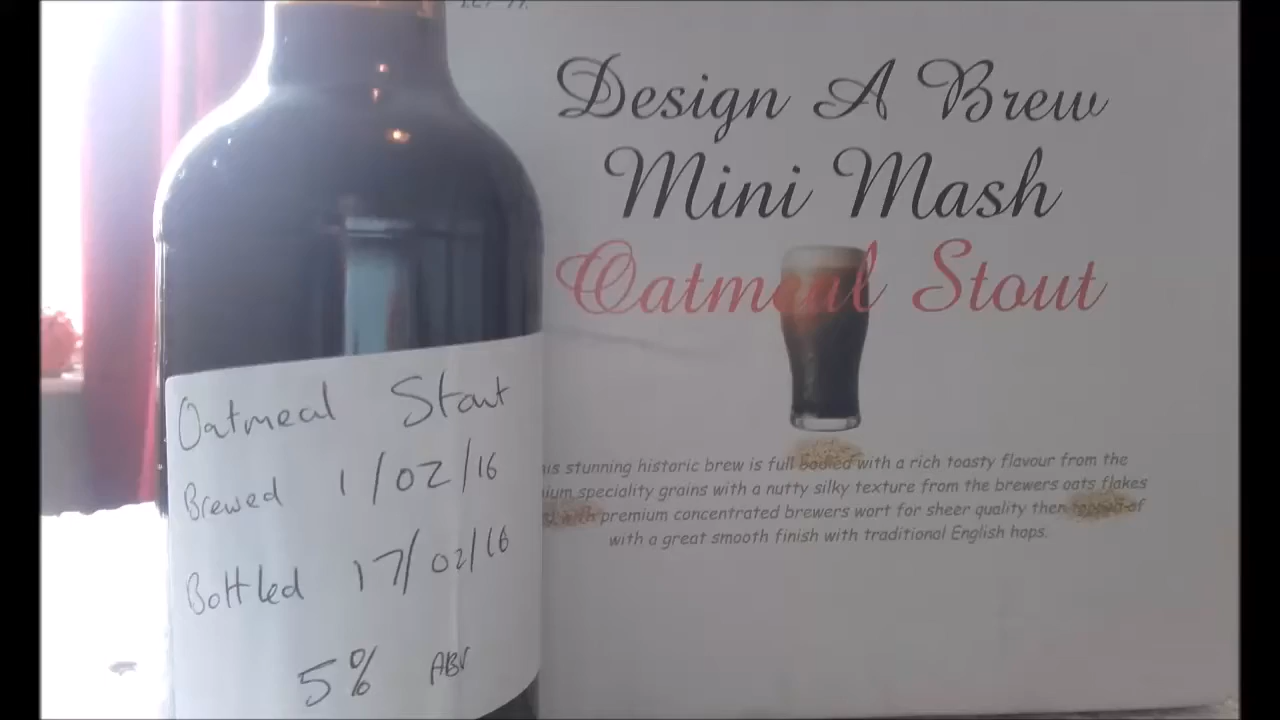 Oatmeal Stout
Brewed 1/02/16
Bottled 17/02/16
5% ABV
Design A Brew
Mini Mash
Oatmeal Stout
stunning historic brew is full bodied with a rich toasty flavour from the
speciality grains with a nutty silky texture from the brewers oats flakes
with premium concentrated brewers wort for sheer quality then topped of
with a great smooth finish with traditional English hops.